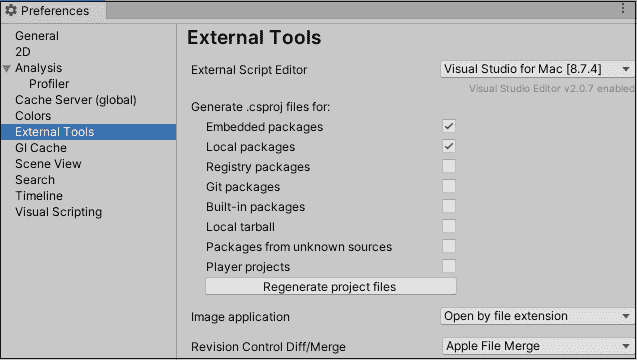 Preferences
General
2D
Analysis
Profiler
Cache Server (global)
Colors
External Tools
GI Cache
Scene View
Search
Timeline
Visual Scripting
External Tools
External Script Editor
Visual Studio for Mac [8.7.4]
Visual Studio Editor v2.0.7 enabled
Generate .csproj files for:
Embedded packages
Local packages
Registry packages
Git packages
Built-in packages
Local tarball
Packages from unknown sources
Player projects
Regenerate project files
Image application
Open by file extension
Revision Control Diff/Merge
Apple File Merge